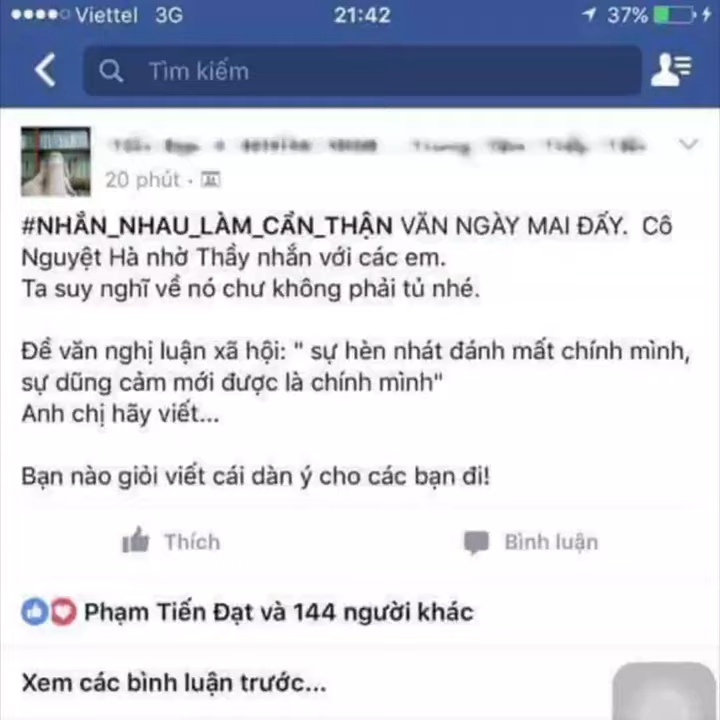 Viettel 3G 21:42 37%
Tìm kiếm
20 phút
#NHẮN_NHAU_LÀM_CẨN_THẬN VĂN NGÀY MAI ĐẤY. Cô
Nguyệt Hà nhờ Thầy nhắn với các em.
Ta suy nghĩ về nó chư không phải tủ nhé.
Đề văn nghị luận xã hội: " sự hèn nhát đánh mất chính mình,
sự dũng cảm mới được là chính mình"
Anh chị hãy viết...
Bạn nào giỏi viết cái dàn ý cho các bạn đi!
Thích Bình luận
Phạm Tiến Đạt và 144 người khác
Xem các bình luận trước...